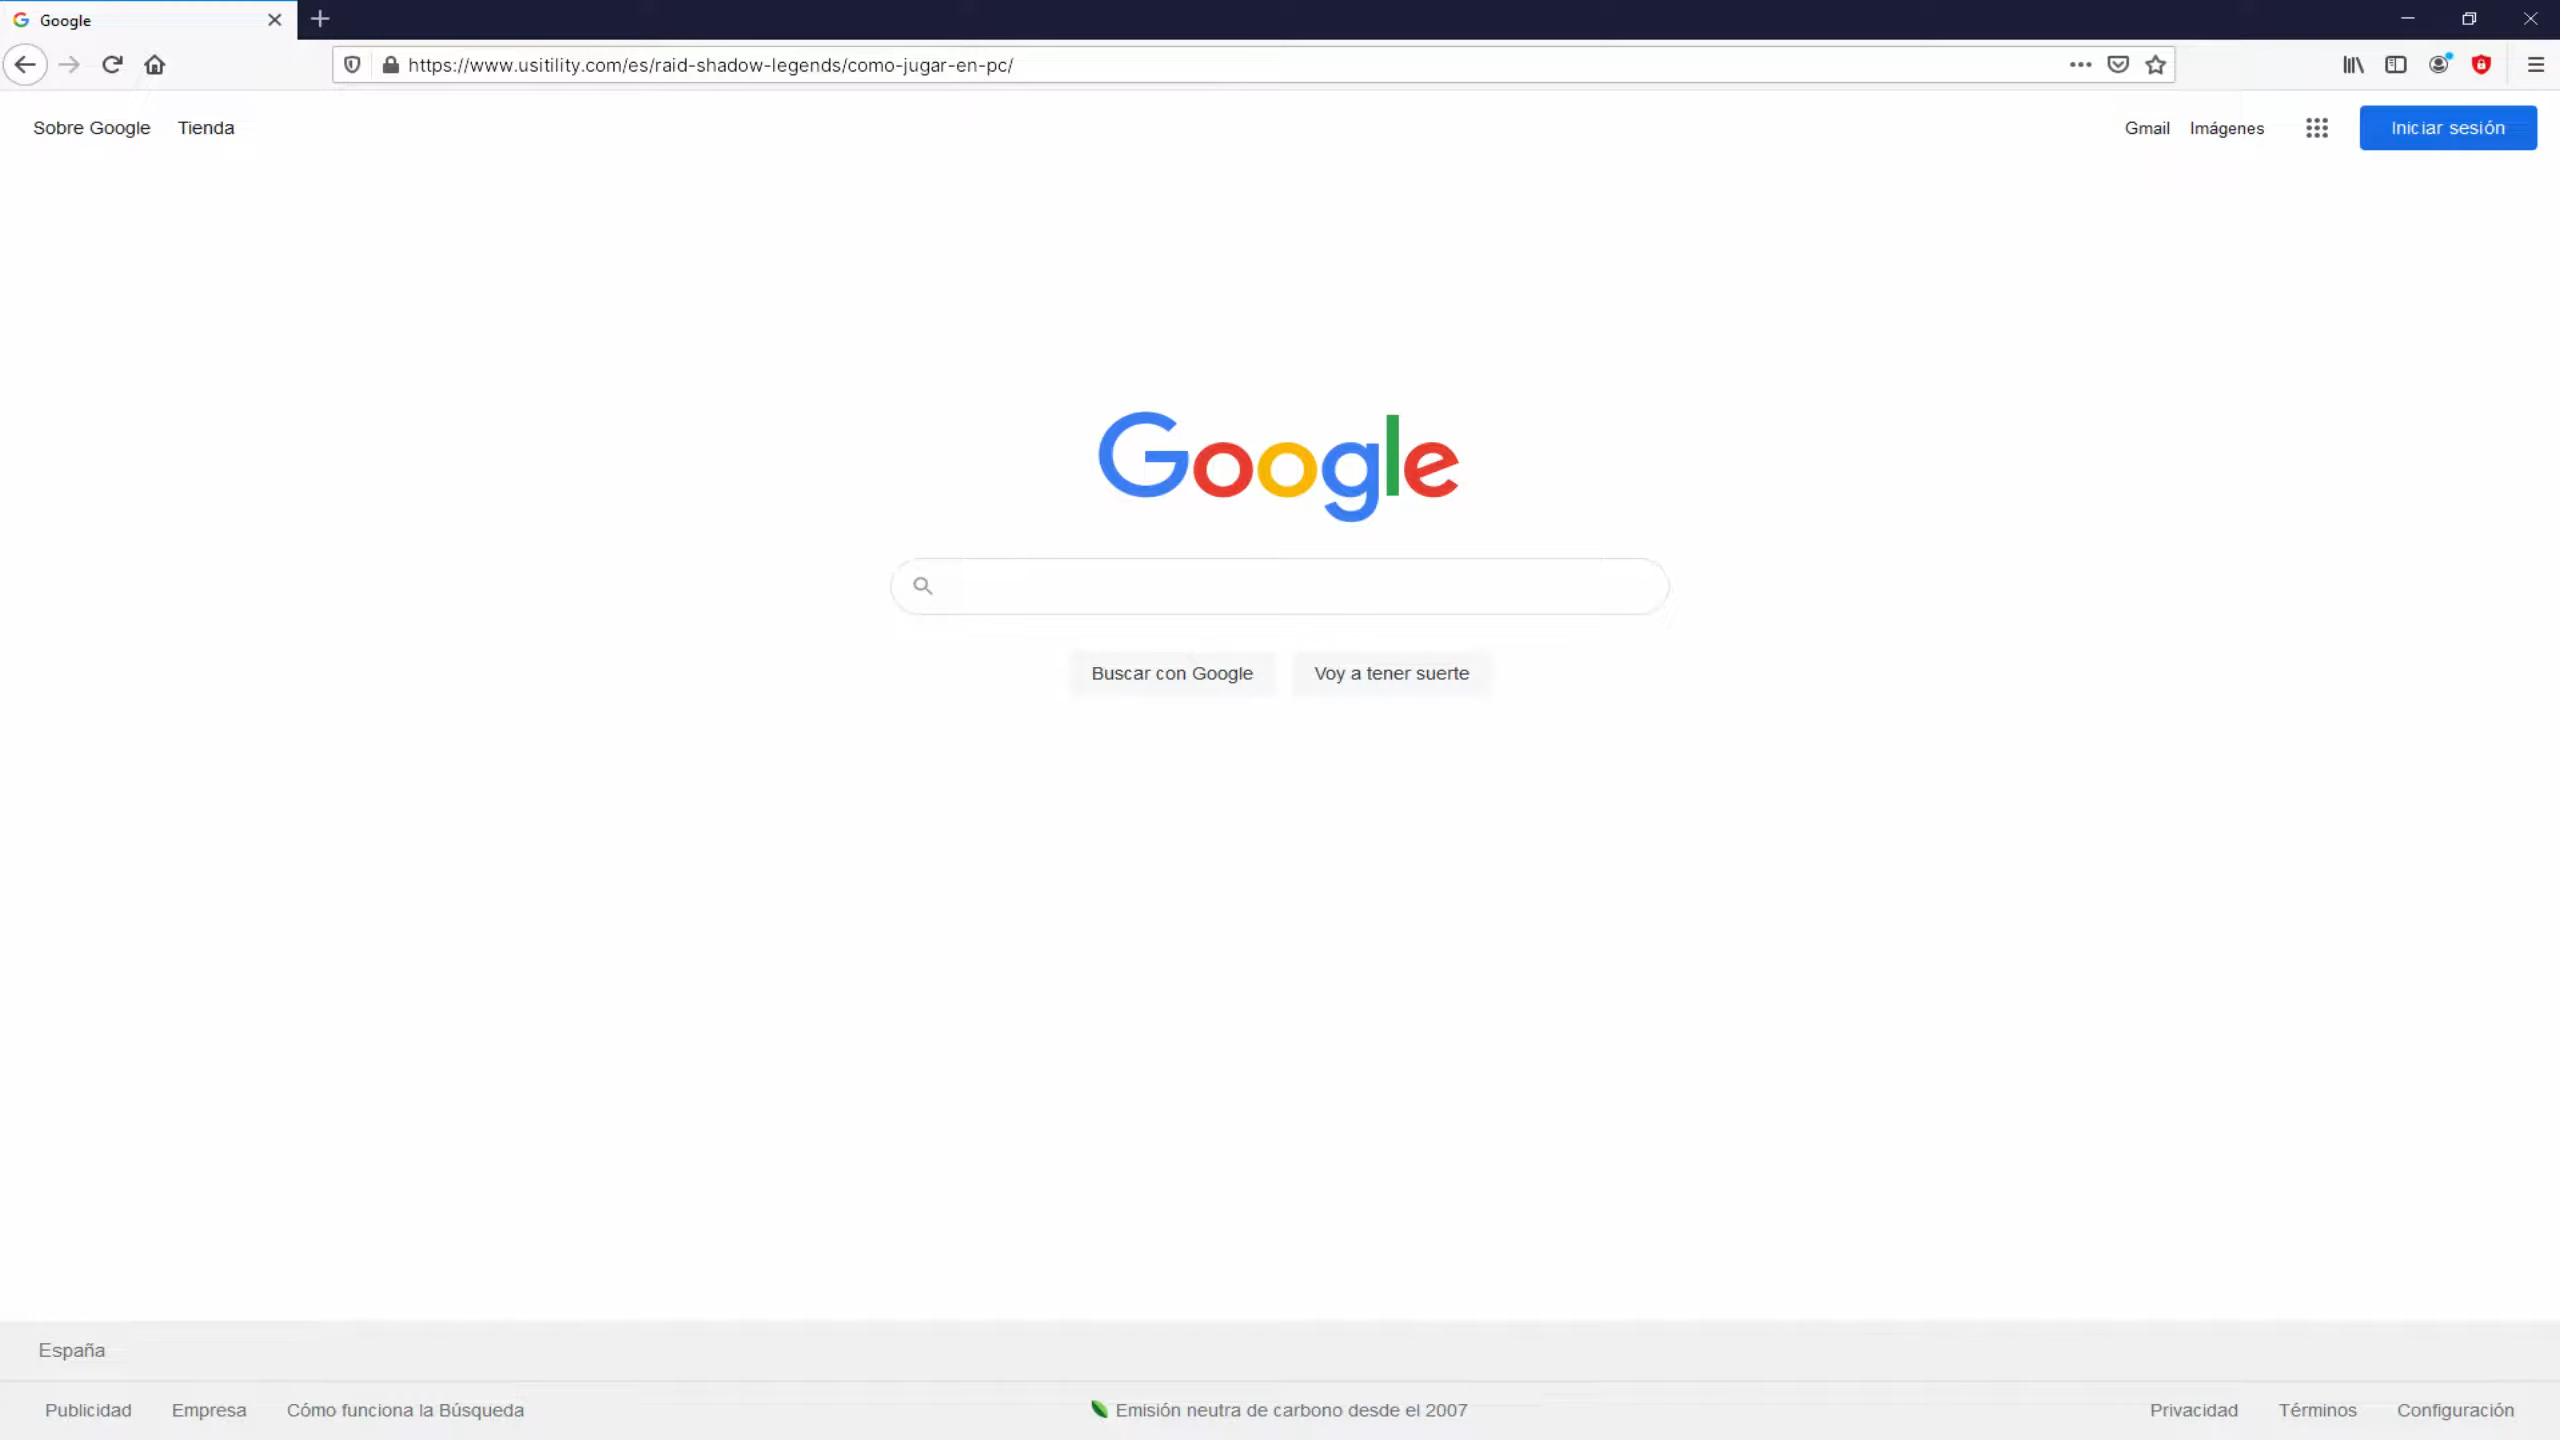 Google
https://www.usitility.com/es/raid-shadow-legends/como-jugar-en-pc/
Sobre Google Tienda Gmail Imágenes Iniciar sesión
Google
Buscar con Google Voy a tener suerte
España
Publicidad Empresa Cómo funciona la Búsqueda Emisión neutra de carbono desde el 2007 Privacidad Términos Configuración